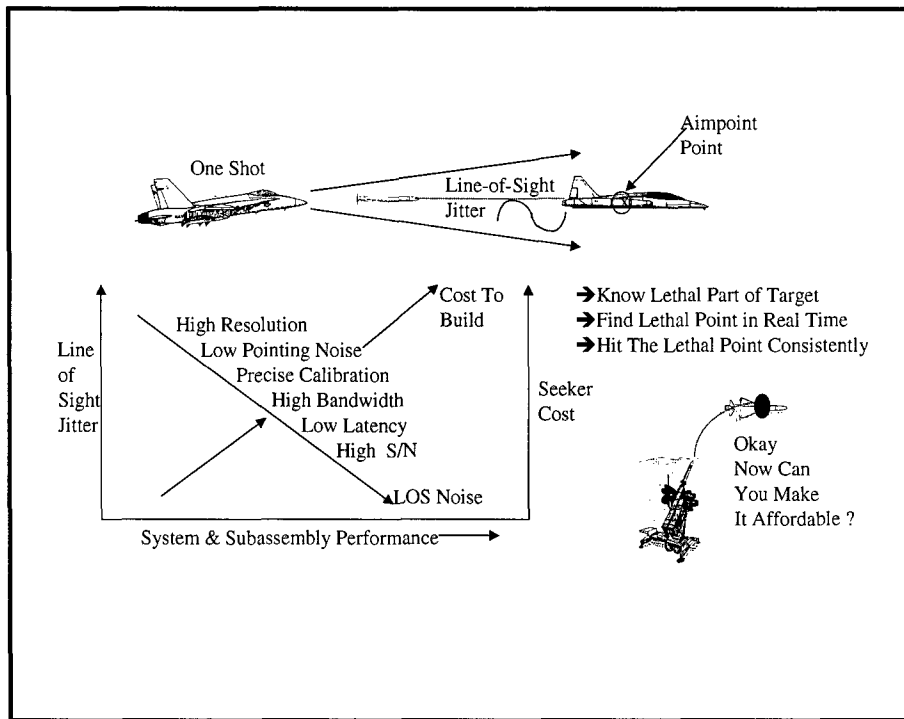 Aimpoint
Point
One Shot
Line-of-Sight
Jitter
Cost To
Build
➔Know Lethal Part of Target
➔Find Lethal Point in Real Time
➔Hit The Lethal Point Consistently
High Resolution
Low Pointing Noise
Precise Calibration
High Bandwidth
Low Latency
High S/N
LOS Noise
Line
of
Sight
Jitter
Seeker
Cost
System & Subassembly Performance
Okay
Now Can
You Make
It Affordable ?